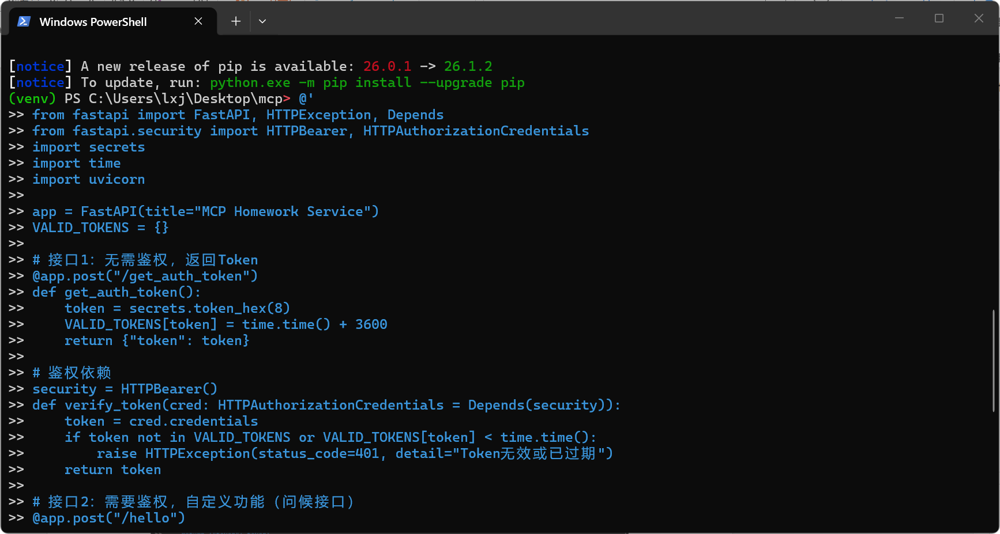 Windows PowerShell
[notice] A new release of pip is available: 26.0.1 -> 26.1.2
[notice] To update, run: python.exe -m pip install --upgrade pip
(venv) PS C:\Users\lxj\Desktop\mcp> @'
>> from fastapi import FastAPI, HTTPException, Depends
>> from fastapi.security import HTTPBearer, HTTPAuthorizationCredentials
>> import secrets
>> import time
>> import uvicorn
>>
>> app = FastAPI(title="MCP Homework Service")
>> VALID_TOKENS = {}
>>
>> # 接口1：无需鉴权，返回Token
>> @app.post("/get_auth_token")
>> def get_auth_token():
>>     token = secrets.token_hex(8)
>>     VALID_TOKENS[token] = time.time() + 3600
>>     return {"token": token}
>>
>> # 鉴权依赖
>> security = HTTPBearer()
>> def verify_token(cred: HTTPAuthorizationCredentials = Depends(security)):
>>     token = cred.credentials
>>     if token not in VALID_TOKENS or VALID_TOKENS[token] < time.time():
>>         raise HTTPException(status_code=401, detail="Token无效或已过期")
>>     return token
>>
>> # 接口2：需要鉴权，自定义功能（问候接口）
>> @app.post("/hello")